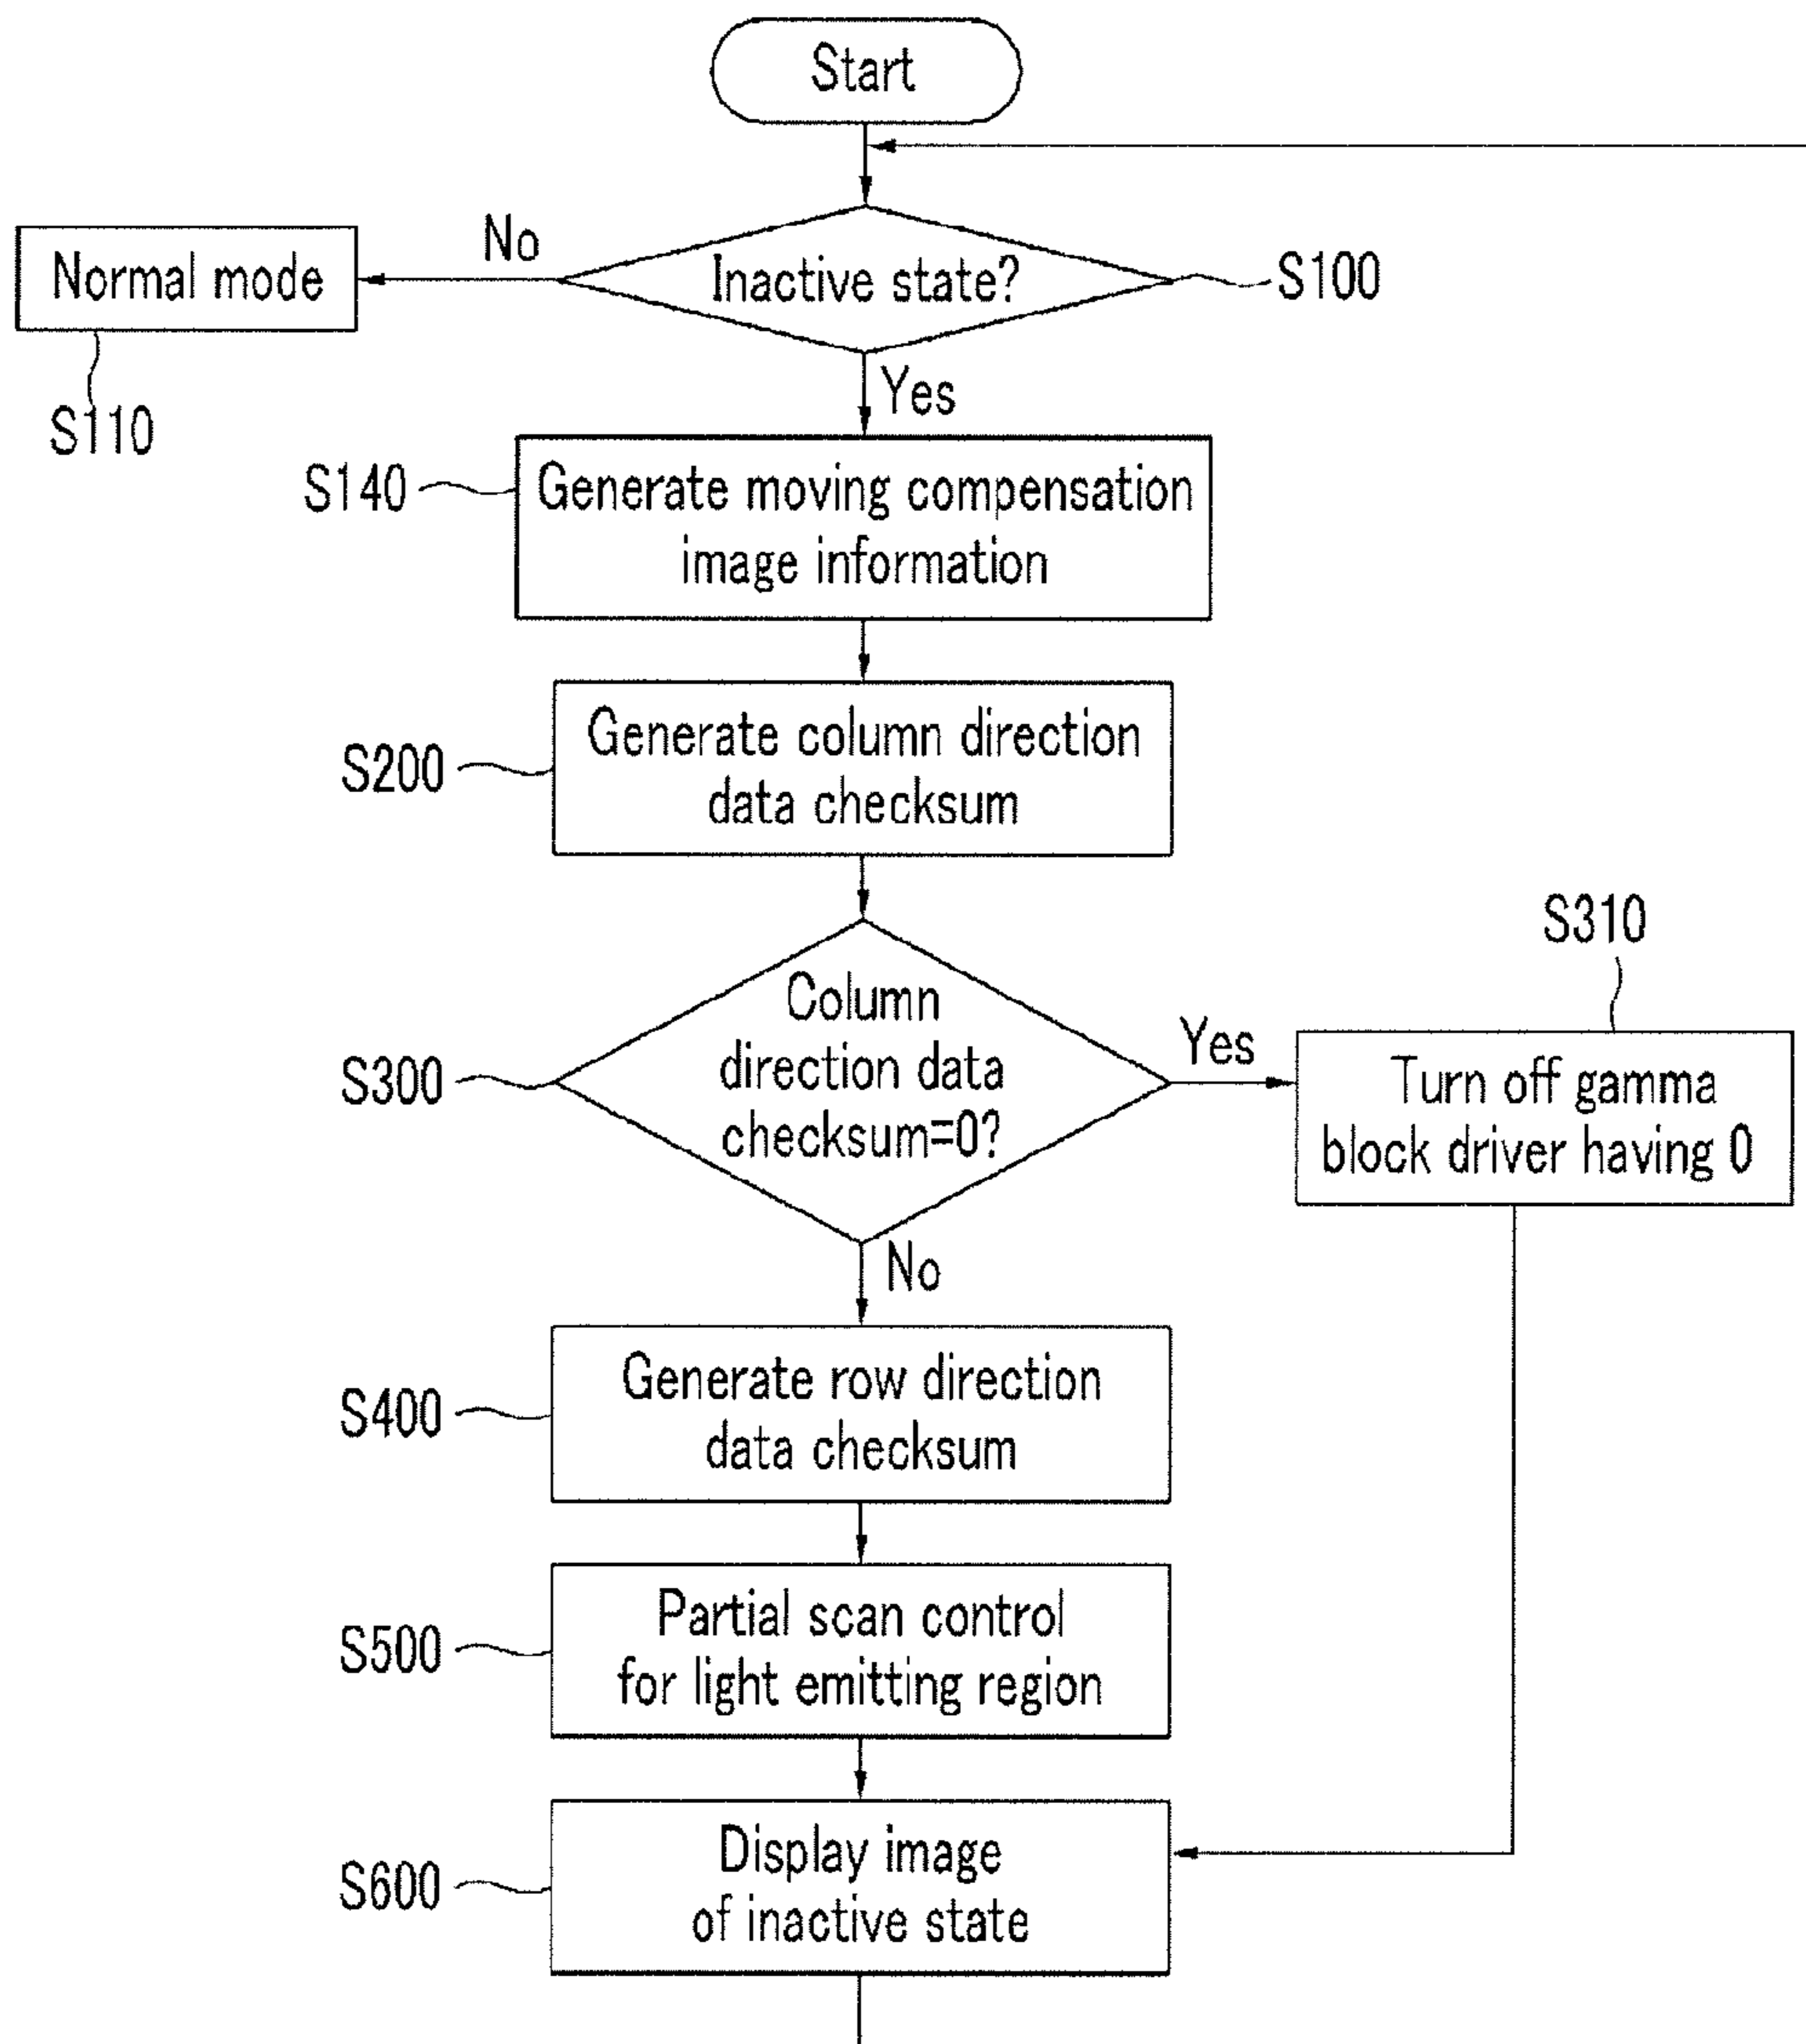 Start
No
Normal mode
Inactive state?
S100
S110
Yes
S140
Generate moving compensation
image information
S200
Generate column direction
data checksum
S310
S300
Column
direction data
checksum=0?
Yes
Turn off gamma
block driver having 0
No
S400
Generate row direction
data checksum
S500
Partial scan control
for light emitting region
S600
Display image
of inactive state